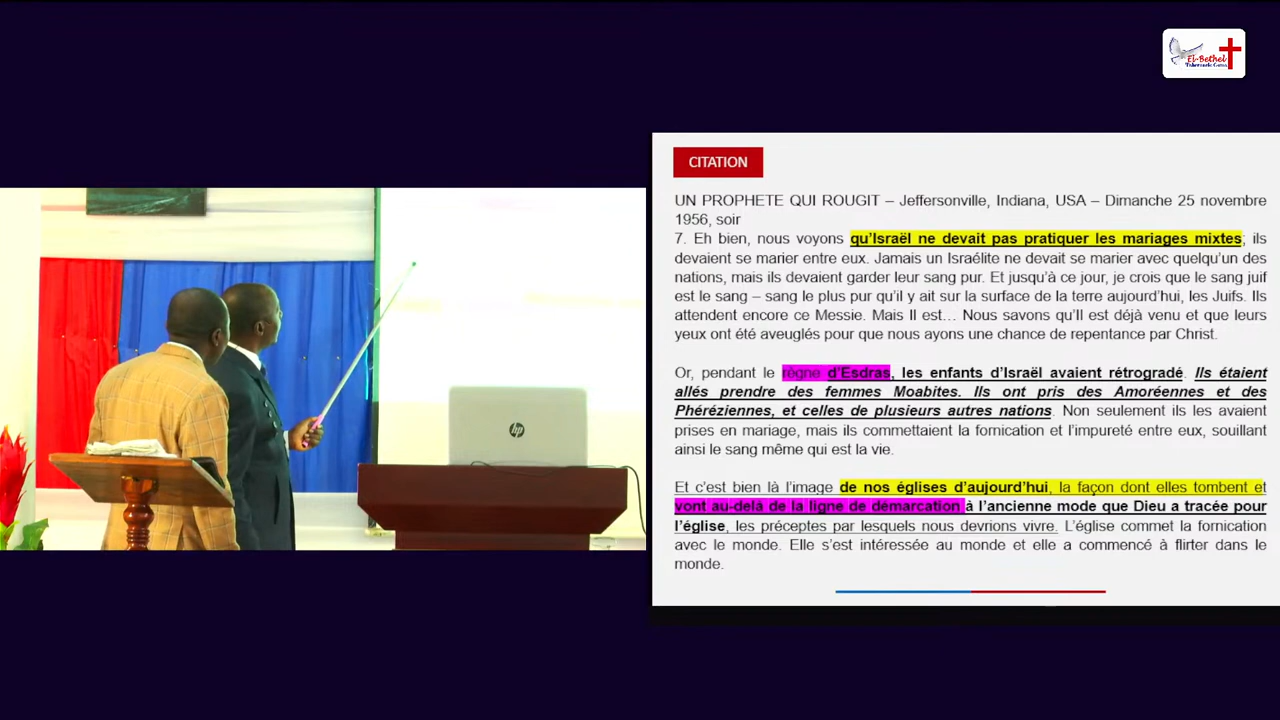 El-Bethel
CITATION
UN PROPHETE QUI ROUGIT – Jeffersonville, Indiana, USA – Dimanche 25 novembre
1956, soir
7. Eh bien, nous voyons qu’Israël ne devait pas pratiquer les mariages mixtes; ils
devaient se marier entre eux. Jamais un Israélite ne devait se marier avec quelqu’un des
nations, mais ils devaient garder leur sang pur. Et jusqu’à ce jour, je crois que le sang juif
est le sang – sang le plus pur qu’il y ait sur la surface de la terre aujourd’hui, les Juifs. Ils
attendent encore ce Messie. Mais Il est… Nous savons qu’Il est déjà venu et que leurs
yeux ont été aveuglés pour que nous ayons une chance de repentance par Christ.
Or, pendant le règne d’Esdras, les enfants d’Israël avaient rétrogradé. Ils étaient
allés prendre des femmes Moabites. Ils ont pris des Amoréennes et des
Phéréziennes, et celles de plusieurs autres nations. Non seulement ils les avaient
prises en mariage, mais ils commettaient la fornication et l’impureté entre eux, souillant
ainsi le sang même qui est la vie.
Et c’est bien là l’image de nos églises d’aujourd’hui, la façon dont elles tombent et
vont au-delà de la ligne de démarcation à l’ancienne mode que Dieu a tracée pour
l’église, les préceptes par lesquels nous devrions vivre. L’église commet la fornication
avec le monde. Elle s’est intéressée au monde et elle a commencé à flirter dans le
monde.
hp